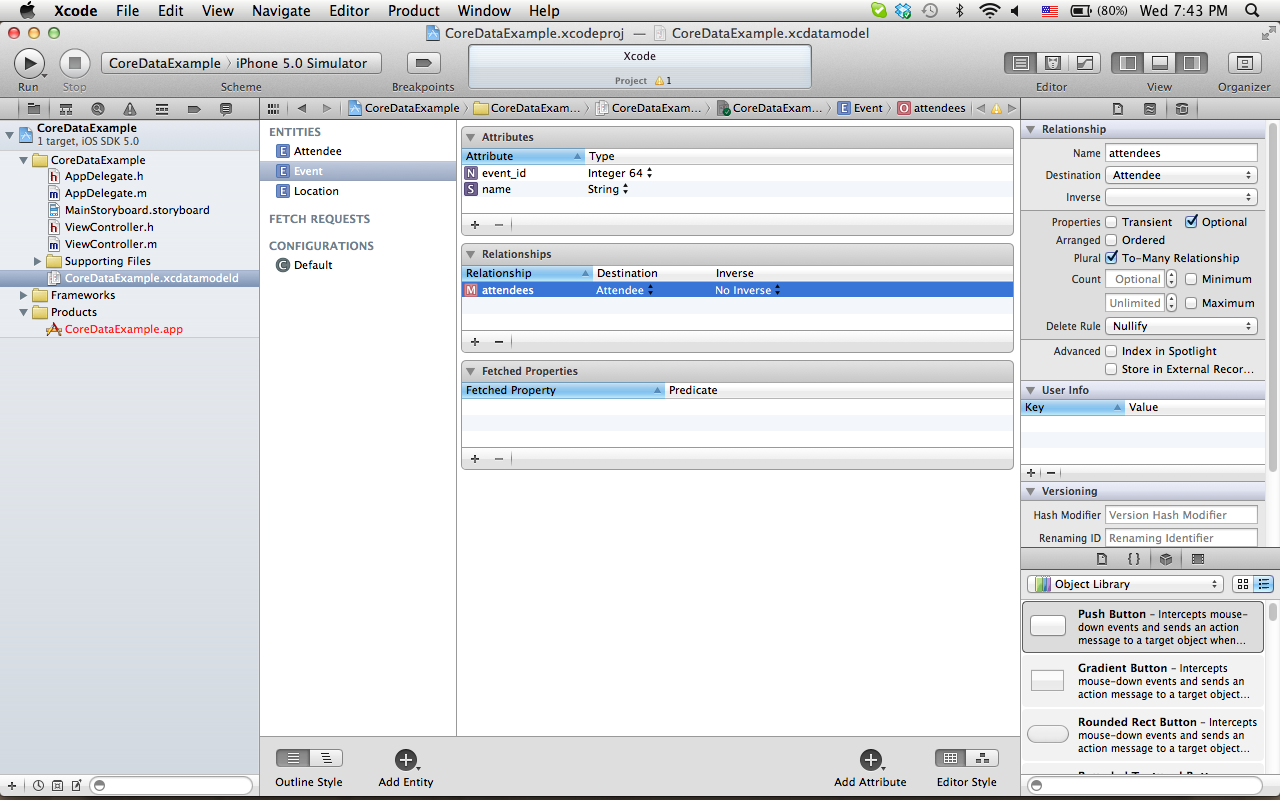 Xcode File Edit View Navigate Editor Product Window Help (80%) Wed 7:43 PM
CoreDataExample.xcodeproj — CoreDataExample.xcdatamodel
Run Stop
CoreDataExample iPhone 5.0 Simulator
Scheme
Breakpoints
Xcode
Project 1
Editor View Organizer
CoreDataExample
1 target, iOS SDK 5.0
CoreDataExample
AppDelegate.h
AppDelegate.m
MainStoryboard.storyboard
ViewController.h
ViewController.m
Supporting Files
CoreDataExample.xcdatamodeld
Frameworks
Products
CoreDataExample.app
CoreDataExample CoreDataExam... CoreDataExam... CoreDataExam... E Event O attendees
ENTITIES
E Attendee
E Event
E Location
FETCH REQUESTS
CONFIGURATIONS
C Default
Attributes
Attribute Type
N event_id Integer 64
S name String
+ −
Relationships
Relationship Destination Inverse
M attendees Attendee No Inverse
+ −
Fetched Properties
Fetched Property Predicate
+ −
Outline Style Add Entity Add Attribute Editor Style
Relationship
Name attendees
Destination Attendee
Inverse
Properties Transient Optional
Arranged Ordered
Plural To-Many Relationship
Count Optional Minimum
Unlimited Maximum
Delete Rule Nullify
Advanced Index in Spotlight
Store in External Recor...
User Info
Key Value
+ −
Versioning
Hash Modifier Version Hash Modifier
Renaming ID Renaming Identifier
{}
Object Library
Push Button – Intercepts mouse-
down events and sends an action
message to a target object when...
Gradient Button – Intercepts
mouse-down events and sends an
action message to a target object...
Rounded Rect Button – Intercepts
mouse-down events and sends an
action message to a target object...